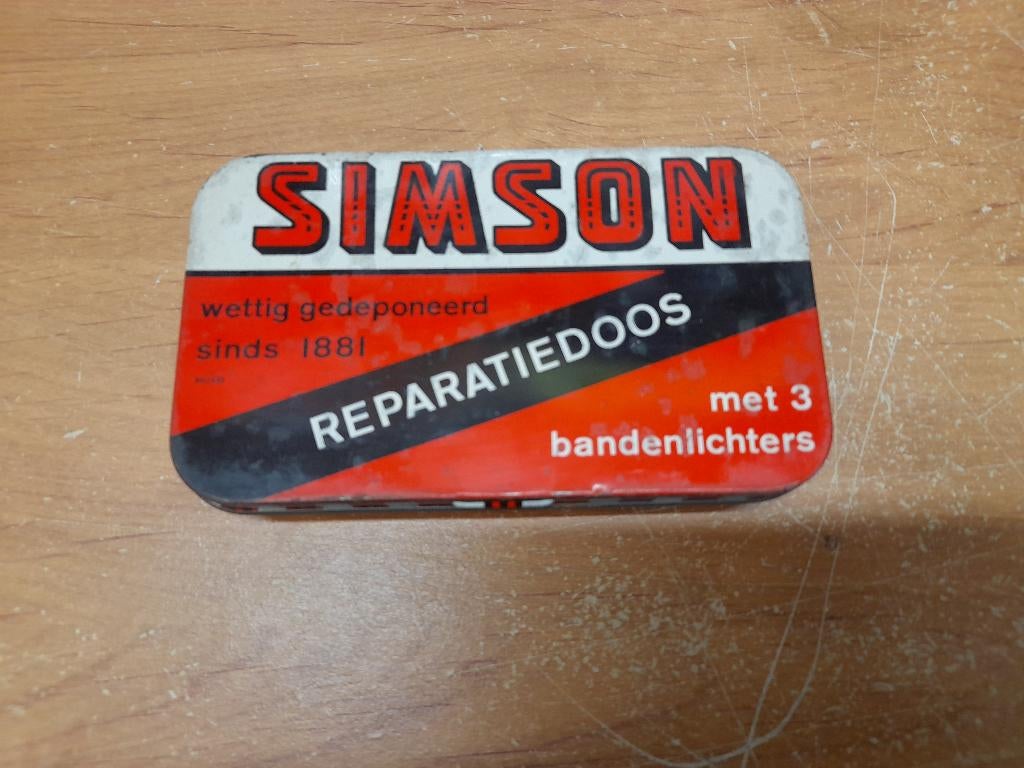 SIMSON
wettig gedeponeerd
sinds 1881
REPARATIEDOOS
met 3
bandenlichters